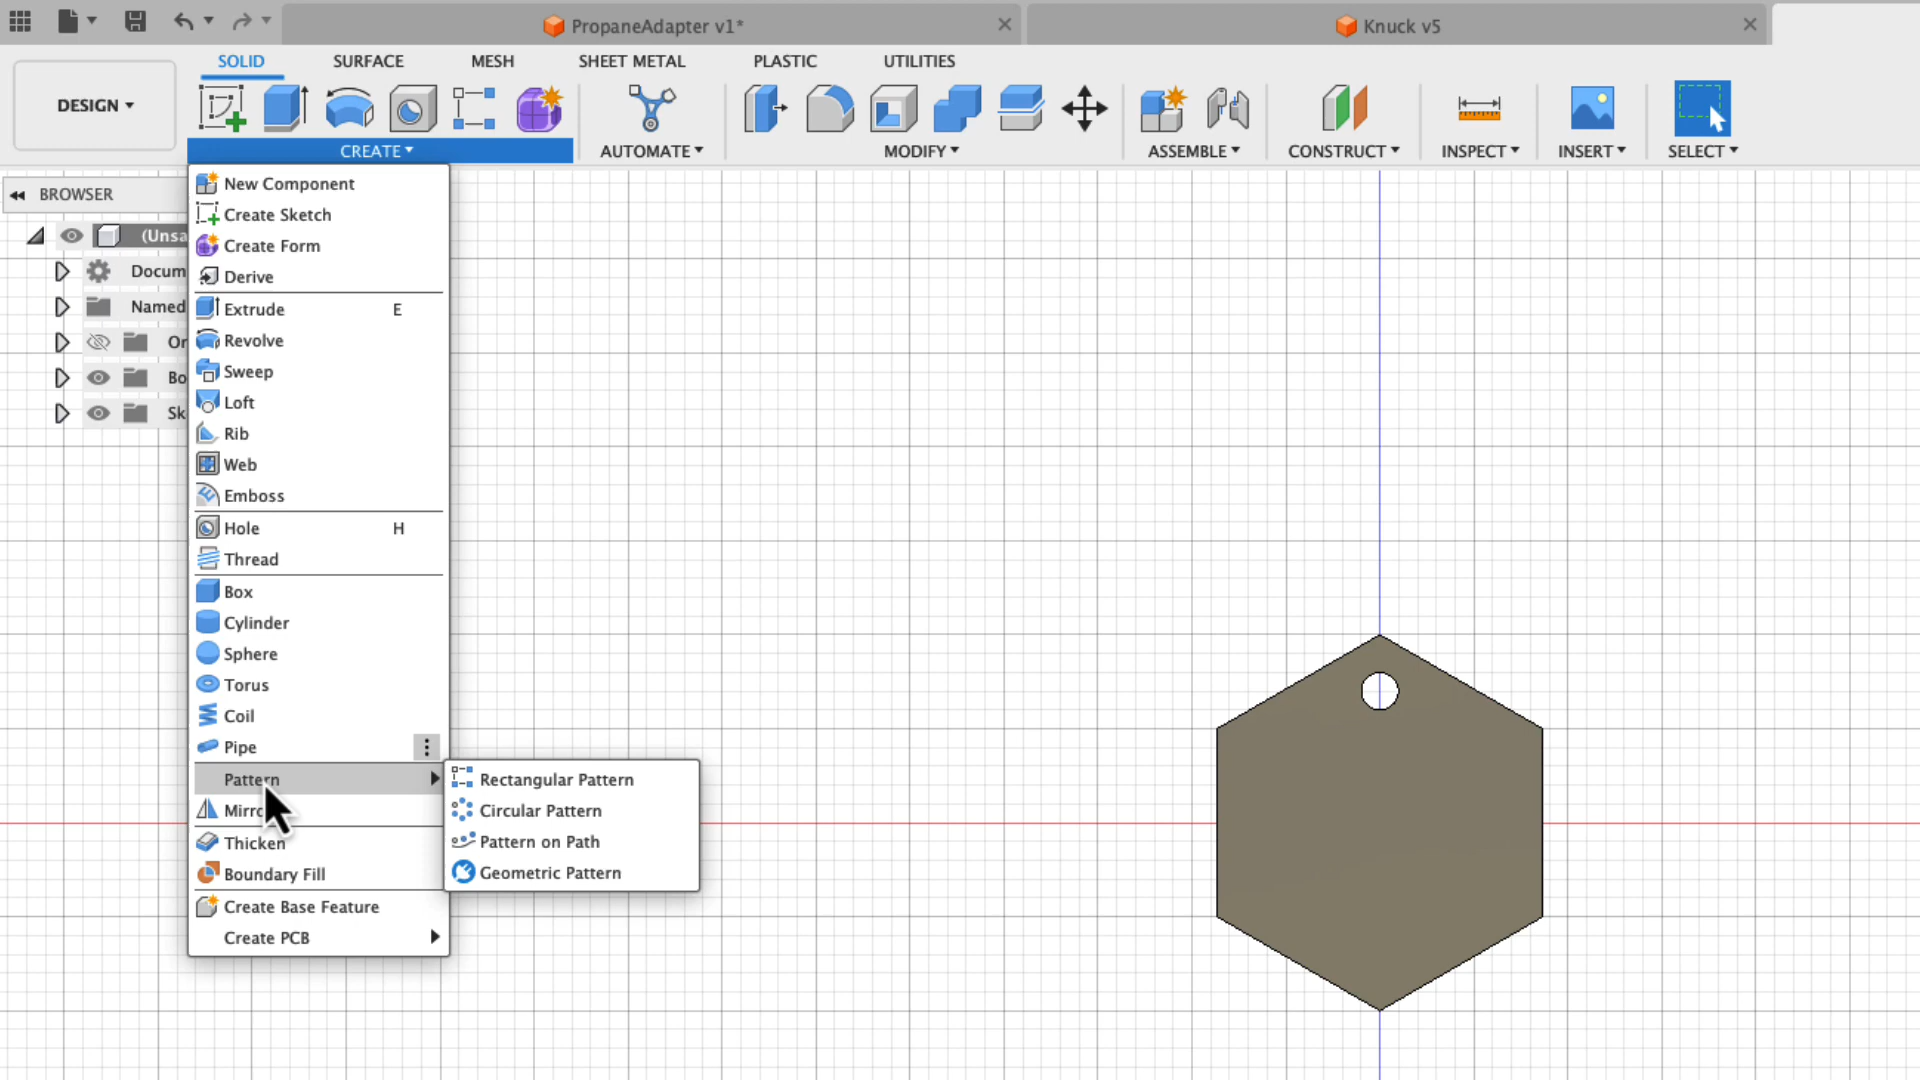 PropaneAdapter v1*
Knuck v5
SOLID SURFACE MESH SHEET METAL PLASTIC UTILITIES
DESIGN
CREATE AUTOMATE MODIFY ASSEMBLE CONSTRUCT INSPECT INSERT SELECT
BROWSER
(Unsa
Docum
Named
Or
Bo
Sk
New Component
Create Sketch
Create Form
Derive
Extrude E
Revolve
Sweep
Loft
Rib
Web
Emboss
Hole H
Thread
Box
Cylinder
Sphere
Torus
Coil
Pipe
Pattern
Mirro
Thicken
Boundary Fill
Create Base Feature
Create PCB
Rectangular Pattern
Circular Pattern
Pattern on Path
Geometric Pattern